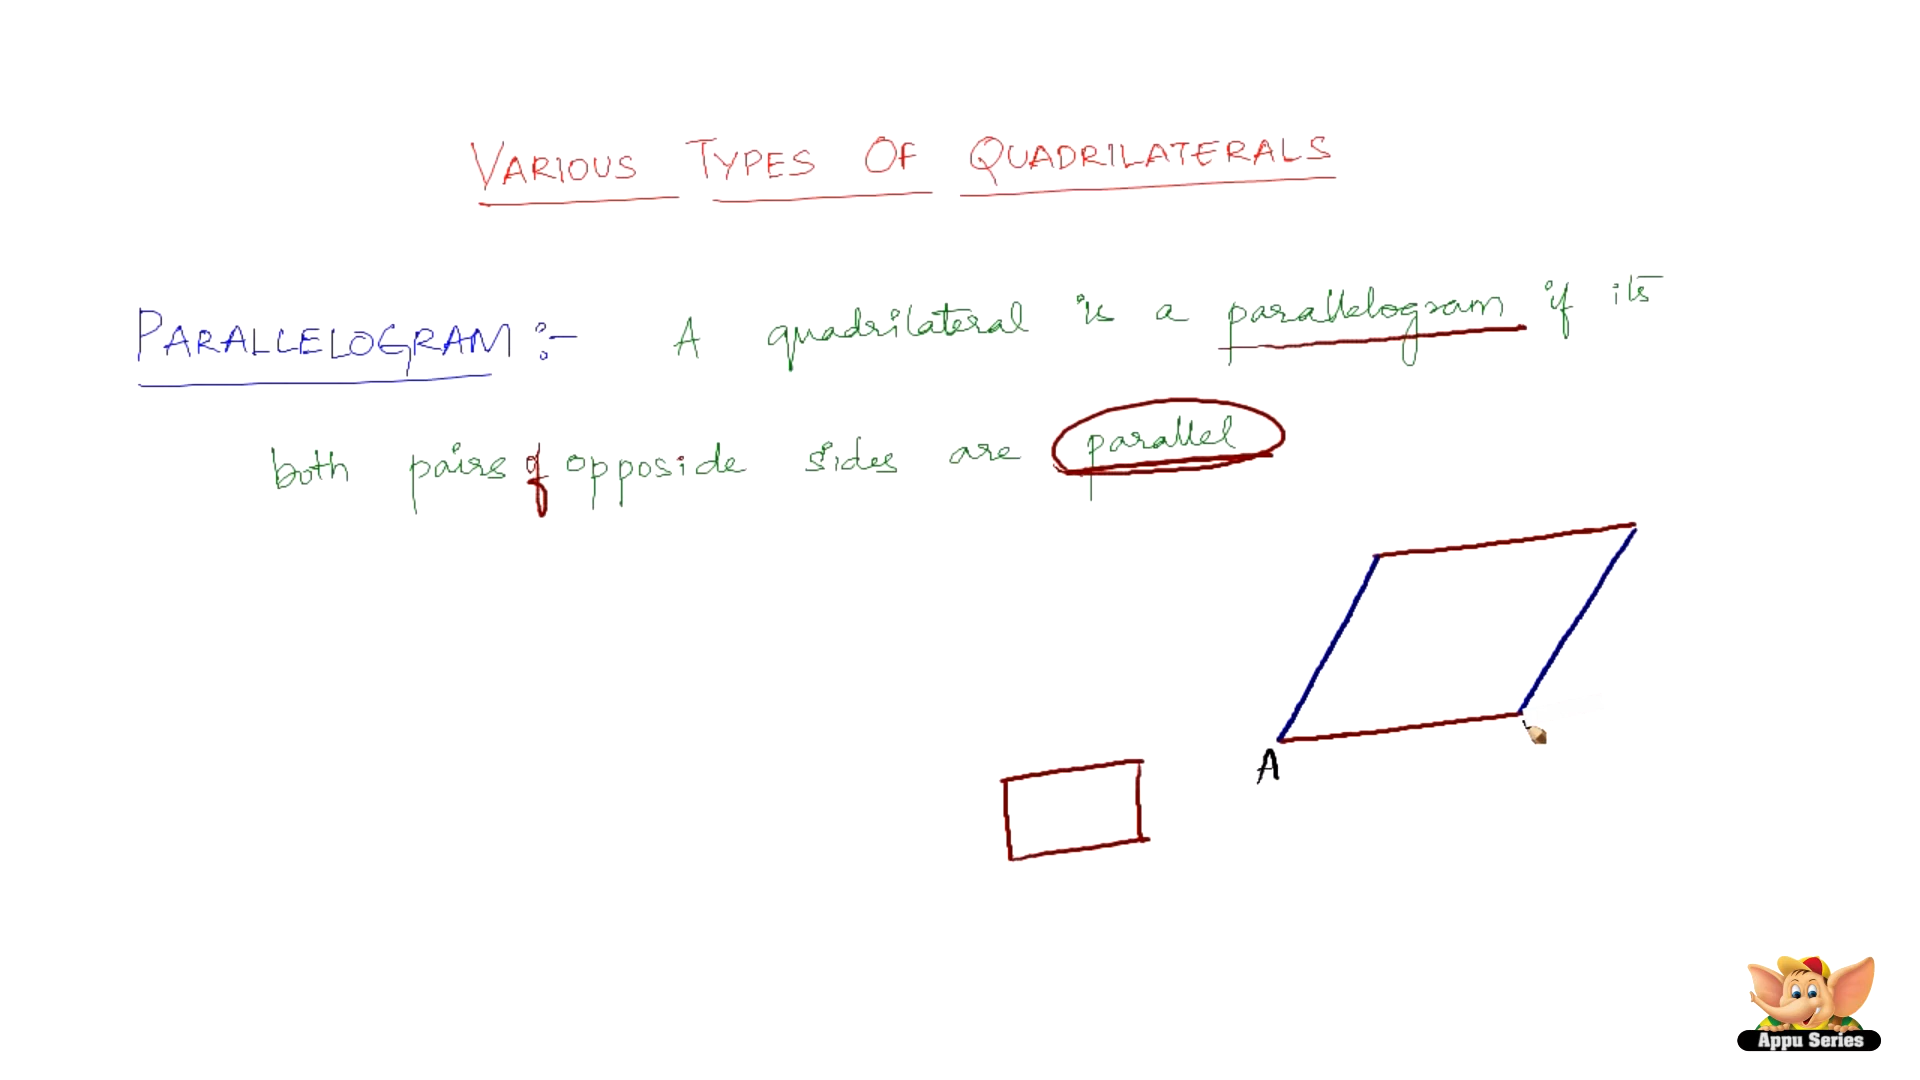 VARIOUS TYPES OF QUADRILATERALS
PARALLELOGRAM :- A quadrilateral is a parallelogram if its
both pairs of opposide sides are parallel
A
Appu Series